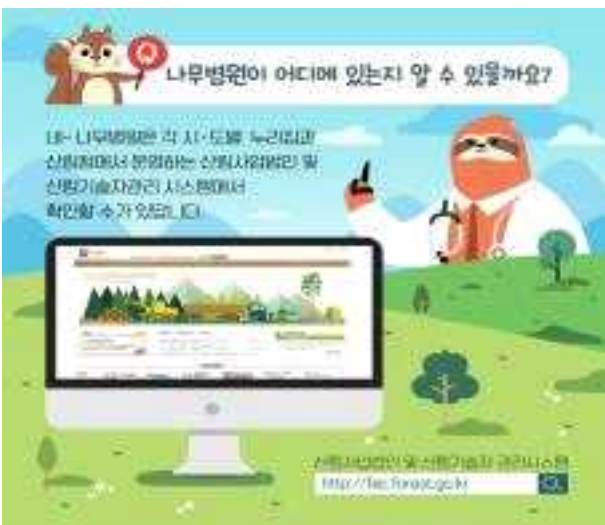 Q
나무병원이 어디에 있는지 알 수 있을까요?
네~ 나무병원은 각 시·도별 누리집과
산림청에서 운영하는 산림사업법인 및
산림기술자관리 시스템에서
확인할 수가 있답니다.
산림사업법인 및 산림기술자 관리시스템
http://fec.forest.go.kr